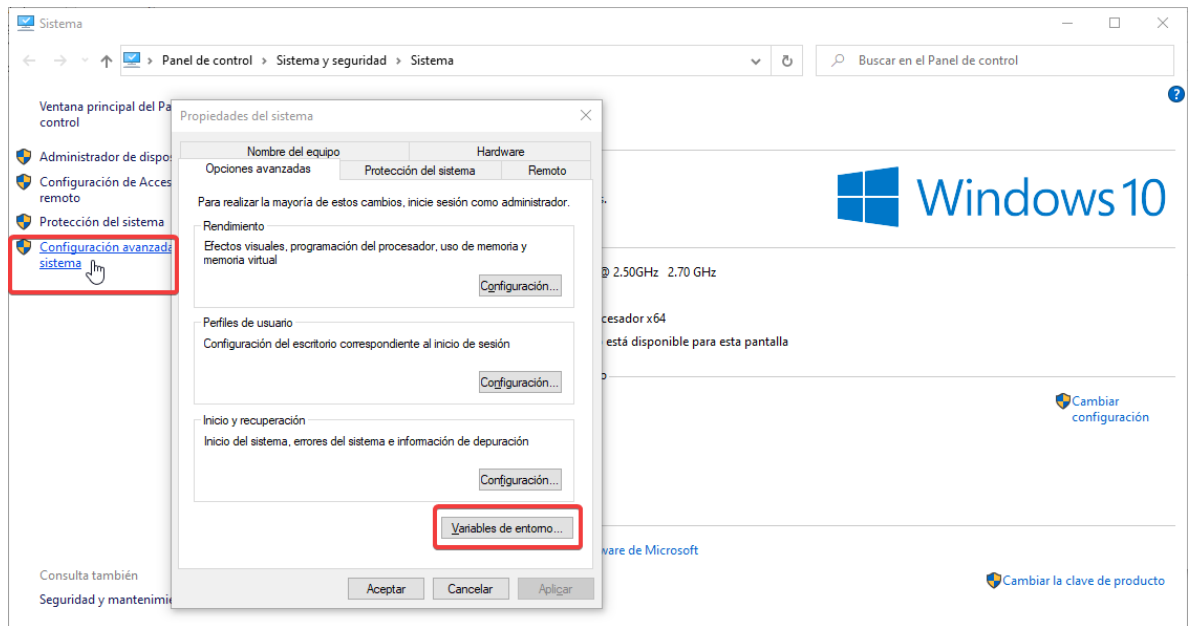 Sistema
Panel de control > Sistema y seguridad > Sistema
Buscar en el Panel de control
Ventana principal del Pa
control
Administrador de dispo
Configuración de Acces
remoto
Protección del sistema
Configuración avanzada
sistema
Consulta también
Seguridad y mantenimie
Propiedades del sistema
Nombre del equipo
Hardware
Opciones avanzadas
Protección del sistema
Remoto
Para realizar la mayoría de estos cambios, inicie sesión como administrador.
Rendimiento
Efectos visuales, programación del procesador, uso de memoria y
memoria virtual
Configuración...
Perfiles de usuario
Configuración del escritorio correspondiente al inicio de sesión
Configuración...
Inicio y recuperación
Inicio del sistema, errores del sistema e información de depuración
Configuración...
Variables de entorno...
Aceptar
Cancelar
Aplicar
?
Windows 10
@ 2.50GHz 2.70 GHz
cesador x64
está disponible para esta pantalla
Cambiar
configuración
ware de Microsoft
Cambiar la clave de producto